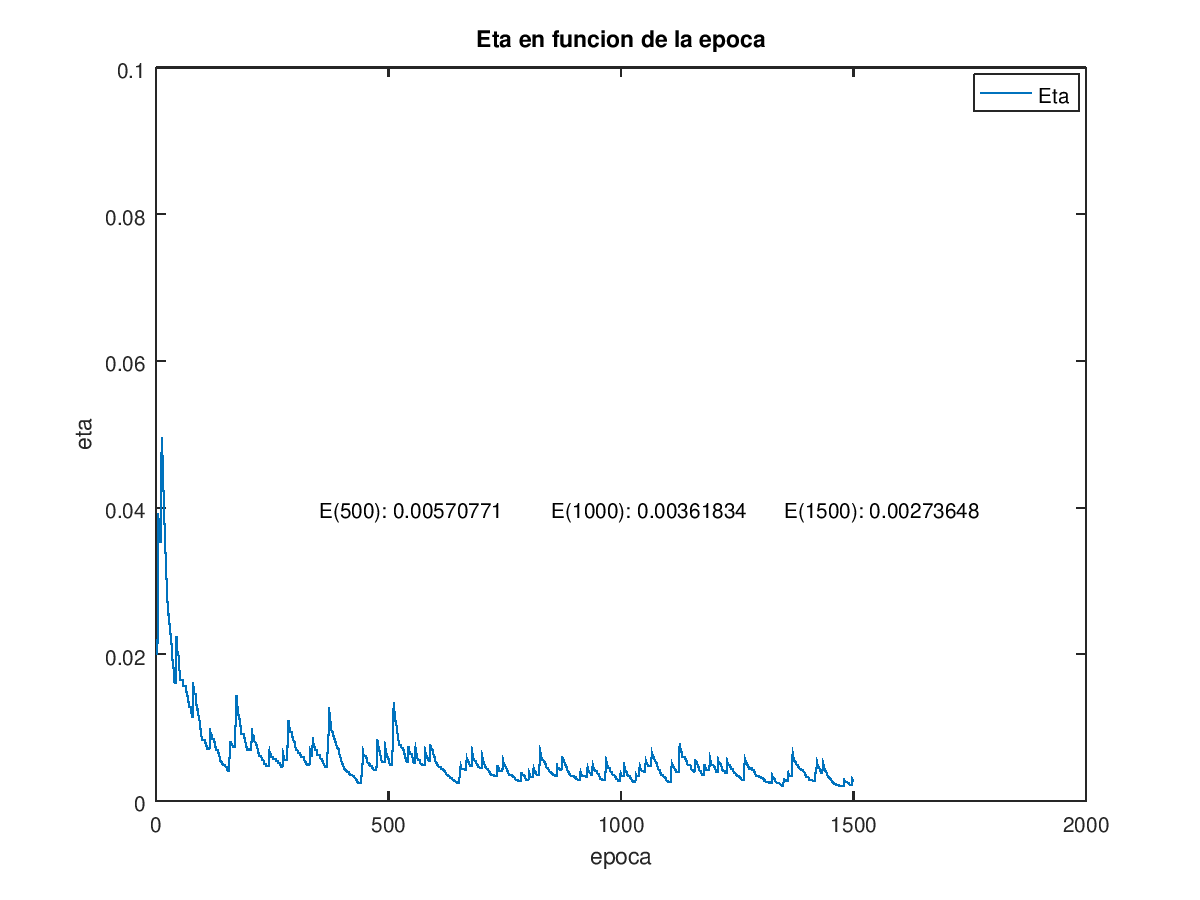 Eta en funcion de la epoca
Eta
0.1
0.08
0.06
0.04
0.02
0
eta
E(500): 0.00570771
E(1000): 0.00361834
E(1500): 0.00273648
0
500
1000
1500
2000
epoca